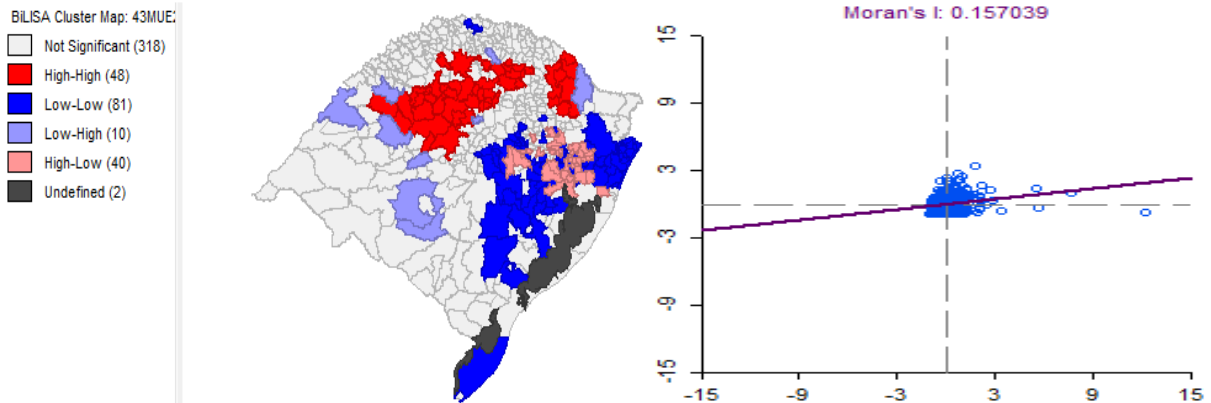 BiLISA Cluster Map: 43MUE2
Not Significant (318)
High-High (48)
Low-Low (81)
Low-High (10)
High-Low (40)
Undefined (2)
Moran's I: 0.157039
15
9
3
-3
-9
-15
-15 -9 -3 3 9 15